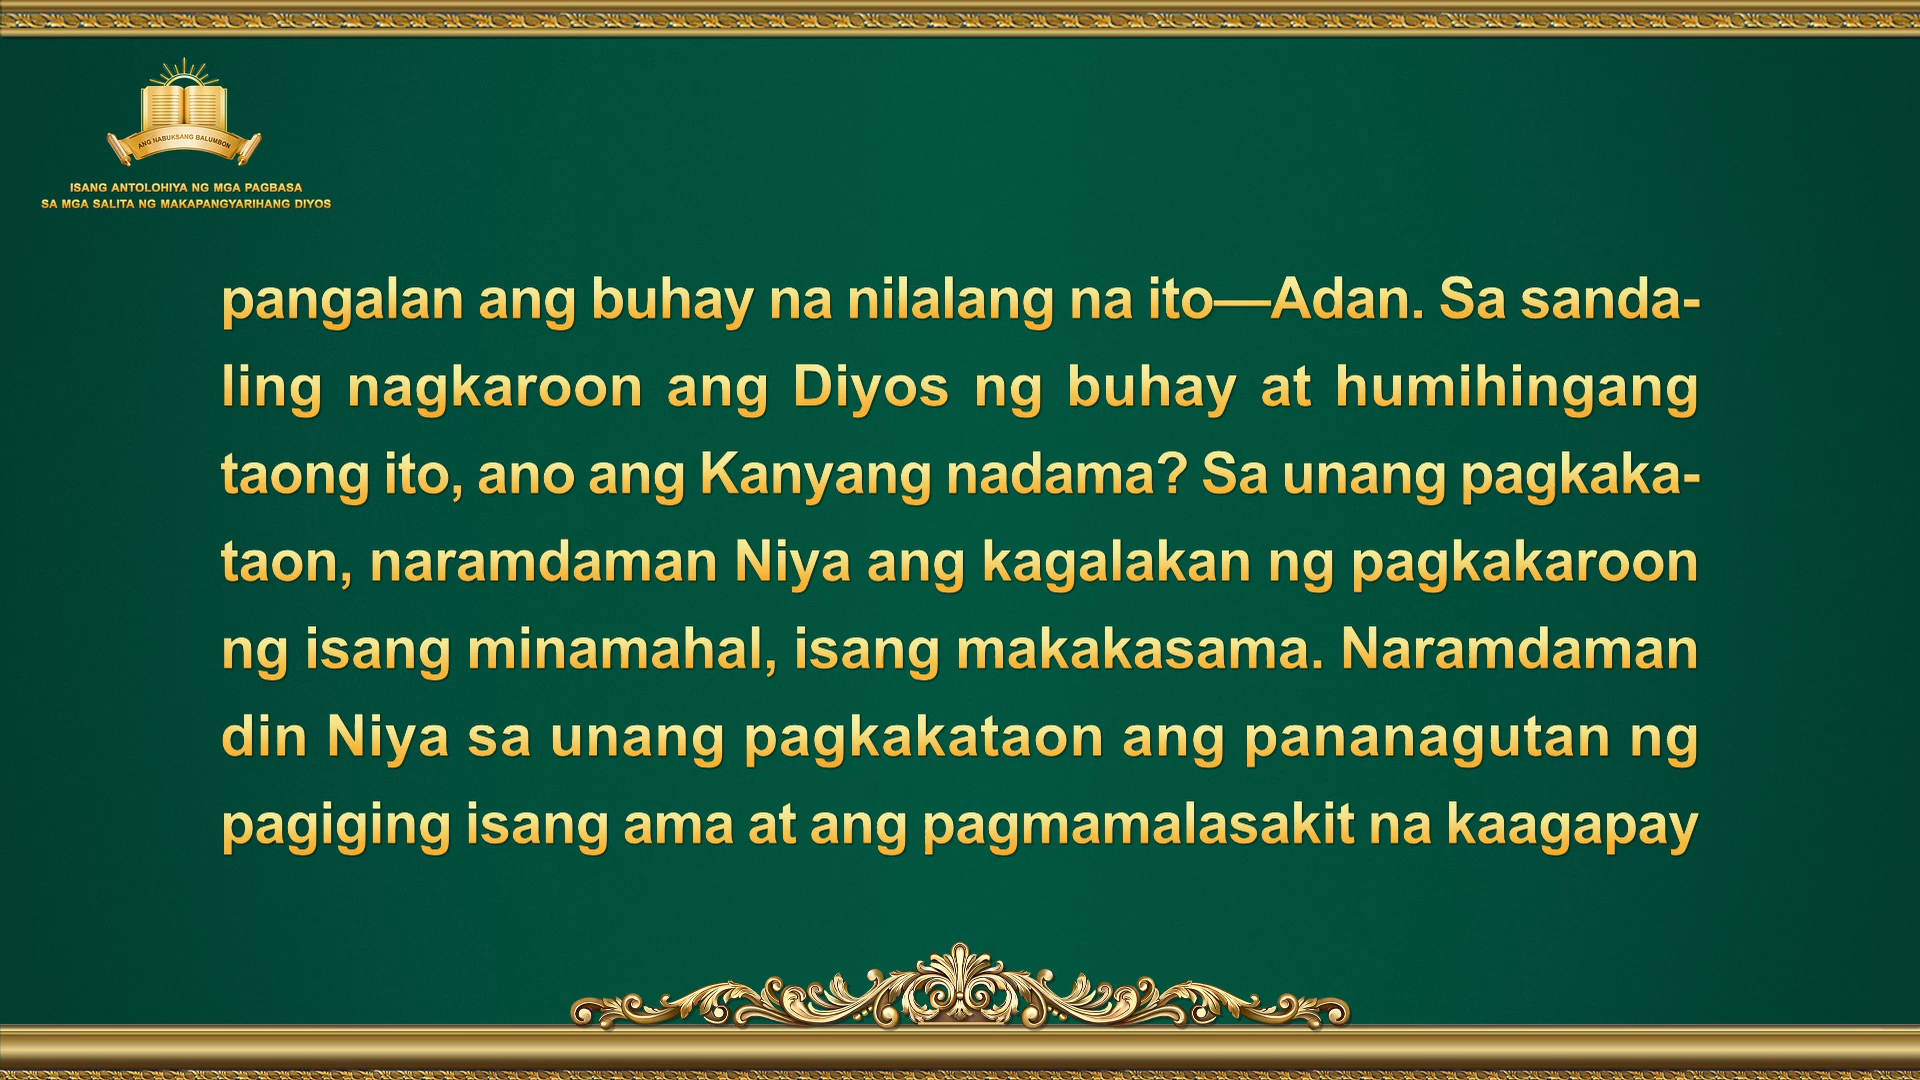 ANG NABUKSANG BALUMBON
ISANG ANTOLOHIYA NG MGA PAGBASA
SA MGA SALITA NG MAKAPANGYARIHANG DIYOS
pangalan ang buhay na nilalang na ito—Adan. Sa sanda-
ling nagkaroon ang Diyos ng buhay at humihingang
taong ito, ano ang Kanyang nadama? Sa unang pagkaka-
taon, naramdaman Niya ang kagalakan ng pagkakaroon
ng isang minamahal, isang makakasama. Naramdaman
din Niya sa unang pagkakataon ang pananagutan ng
pagiging isang ama at ang pagmamalasakit na kaagapay